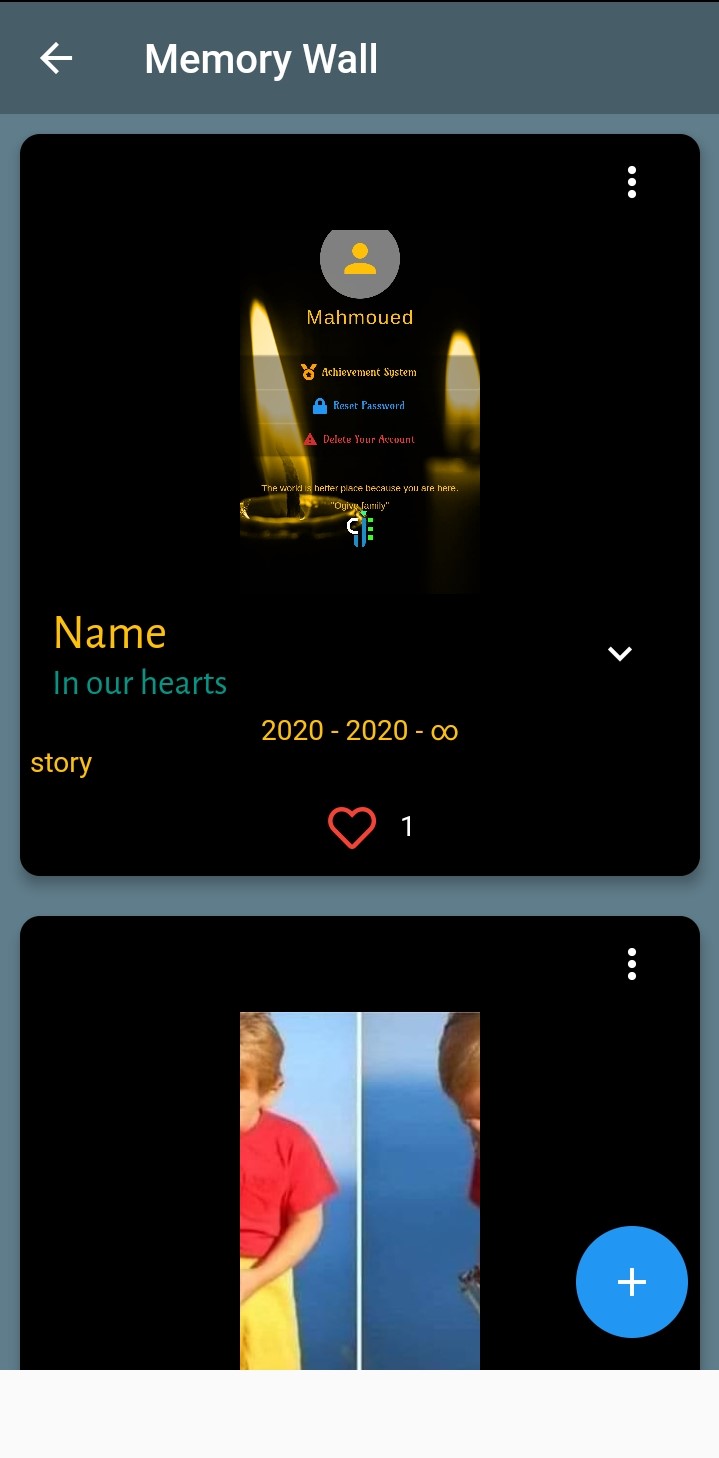 Memory Wall
Mahmoued
Achievement System
Reset Password
Delete Your Account
The world is better place because you are here.
"Ogive family"
Name
In our hearts
2020 - 2020 - ∞
story
1